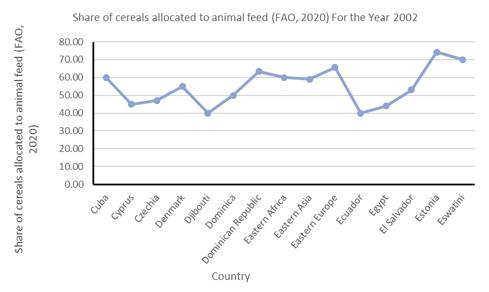 Share of cereals allocated to animal feed (FAO, 2020) For the Year 2002
Share of cereals allocated to animal feed (FAO,
2020)
80.00
70.00
60.00
50.00
40.00
30.00
20.00
10.00
0.00
Cuba
Cyprus
Czechia
Denmark
Djibouti
Dominica
Dominican Republic
Eastern Africa
Eastern Asia
Eastern Europe
Ecuador
Egypt
El Salvador
Estonia
Eswatini
Country